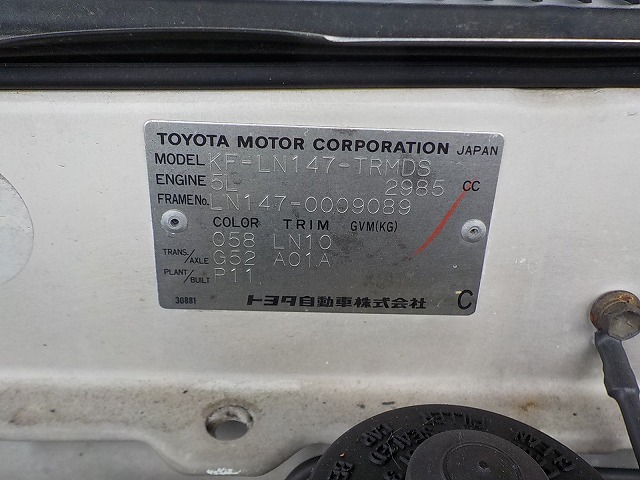 TOYOTA MOTOR CORPORATION JAPAN
MODEL KF-LN147-TRMDS
ENGINE 5L 2985 CC
FRAME No. LN147-0009089
COLOR TRIM GVM(KG)
058 LN10
TRANS./AXLE G52 A01A
PLANT/BUILT P11
30881 トヨタ自動車株式会社 C